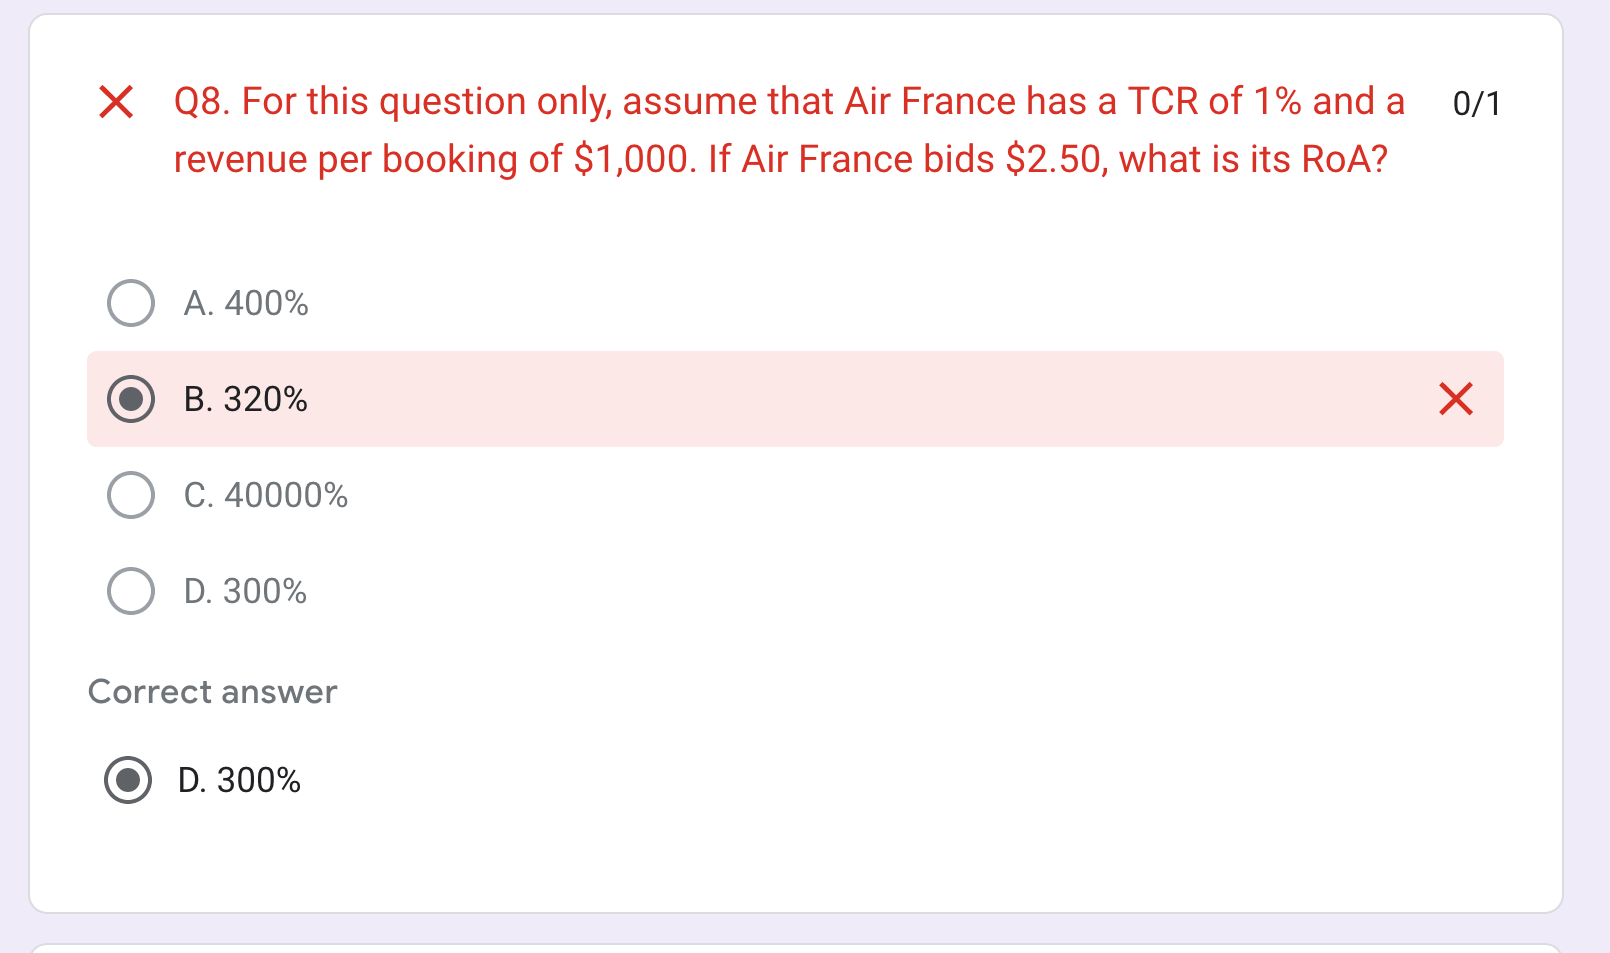 Q8. For this question only, assume that Air France has a TCR of 1% and a 0/1
revenue per booking of $1,000. If Air France bids $2.50, what is its RoA?
A. 400%
B. 320%
C. 40000%
D. 300%
Correct answer
D. 300%